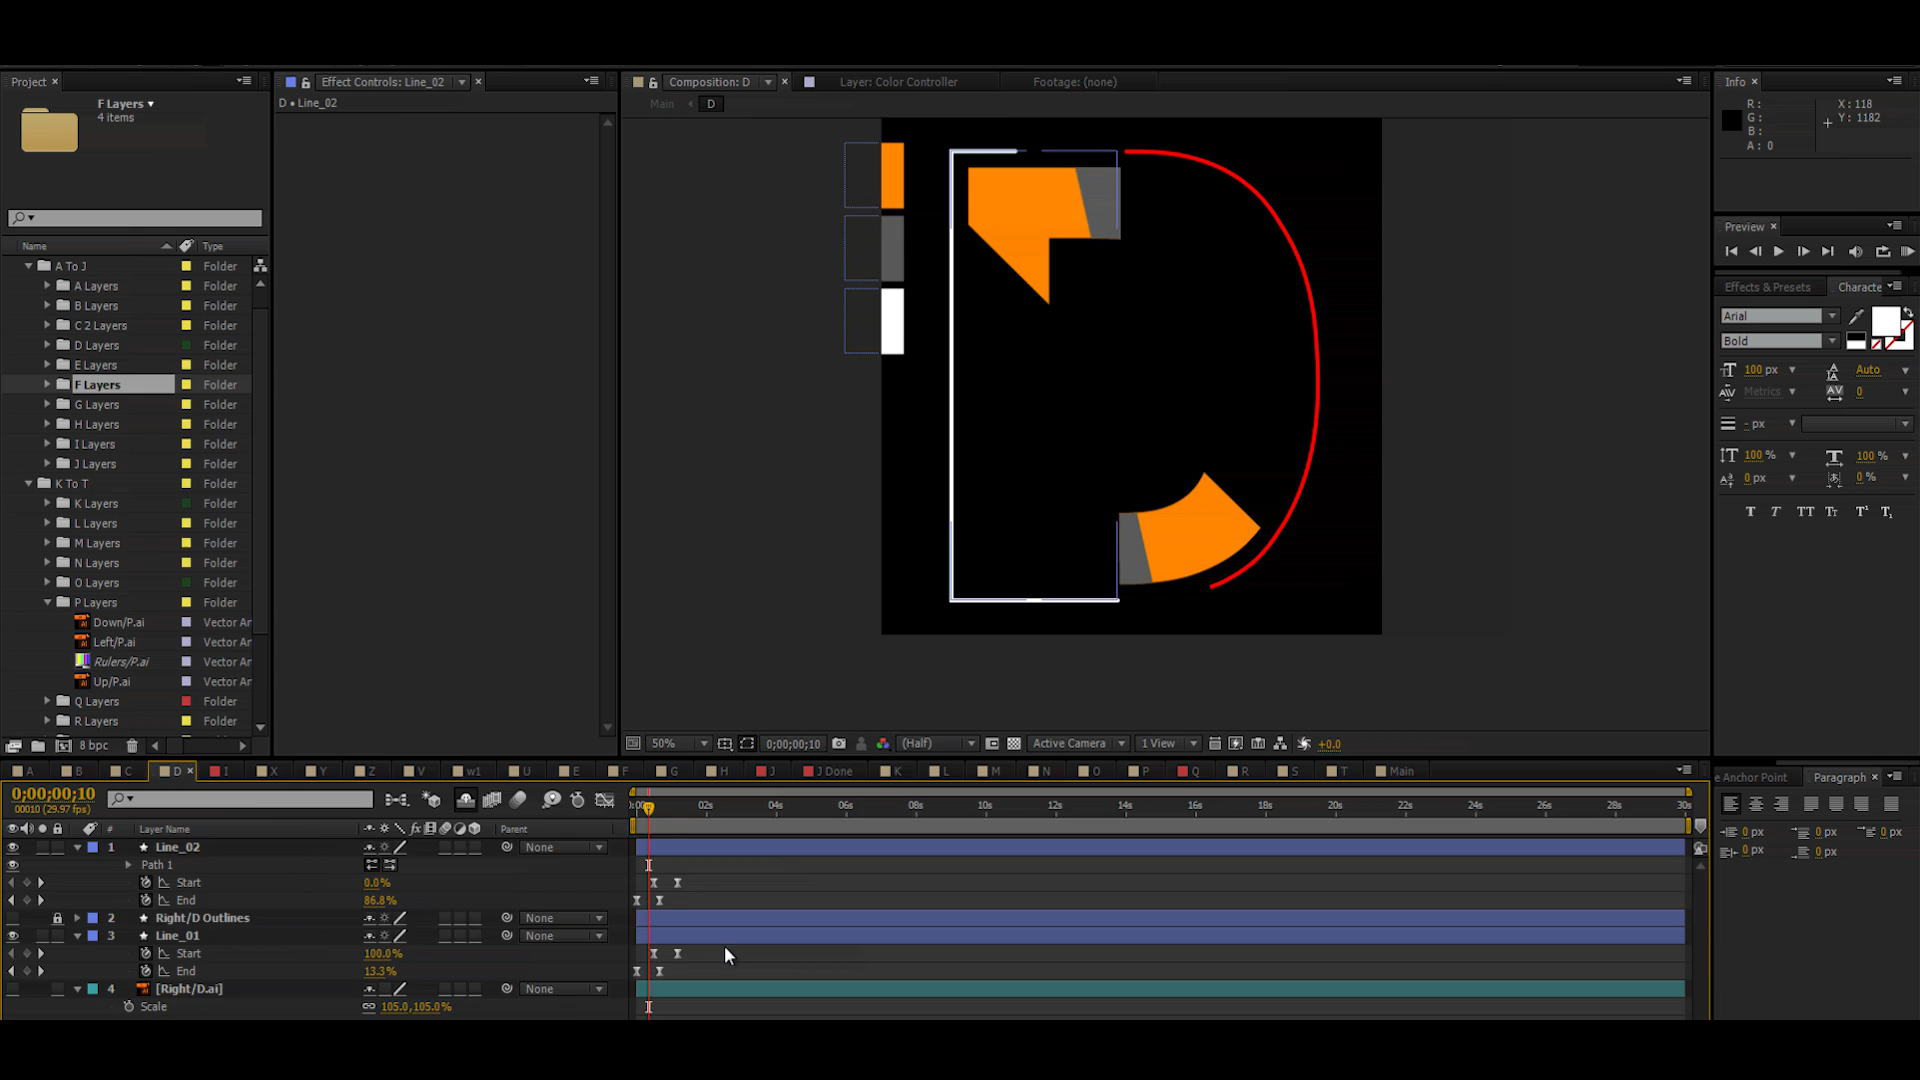 Project ×
Effect Controls: Line_02 ×
Composition: D ×
Layer: Color Controller
Footage: (none)
Info ×
F Layers
4 items
D • Line_02
Main
D
R:
G:
B:
A: 0
X: 118
Y: 1182
Name
Type
Preview ×
A To J Folder
A Layers Folder
B Layers Folder
C 2 Layers Folder
D Layers Folder
E Layers Folder
F Layers Folder
G Layers Folder
H Layers Folder
I Layers Folder
J Layers Folder
K To T Folder
K Layers Folder
L Layers Folder
M Layers Folder
N Layers Folder
O Layers Folder
P Layers Folder
Down/P.ai Vector Ar
Left/P.ai Vector Ar
Rulers/P.ai Vector Ar
Up/P.ai Vector Ar
Q Layers Folder
R Layers Folder
8 bpc
Effects & Presets
Characte
Arial
Bold
100 px
Auto
Metrics
0
- px
100 %
100 %
0 px
0 %
T T TT TT T¹ T₁
50%
0;00;00;10
(Half)
Active Camera
1 View
+0.0
A B C D × I X Y Z V w1 U E F G H J J Done K L M N O P Q R S T Main
e Anchor Point
Paragraph ×
0;00;00;10
00010 (29.97 fps)
02s 04s 06s 08s 10s 12s 14s 16s 18s 20s 22s 24s 26s 28s 30s
0 px 0 px 0 px
0 px 0 px
# Layer Name fx Parent
1 Line_02 None
Path 1
Start 0.0%
End 86.8%
2 Right/D Outlines None
3 Line_01 None
Start 100.0%
End 13.3%
4 [Right/D.ai] None
Scale 105.0,105.0%